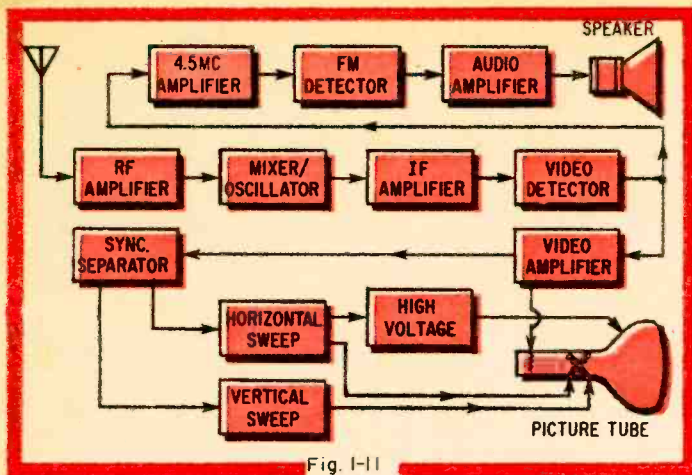 SPEAKER
4.5MC
AMPLIFIER
FM
DETECTOR
AUDIO
AMPLIFIER
RF
AMPLIFIER
MIXER/
OSCILLATOR
IF
AMPLIFIER
VIDEO
DETECTOR
SYNC.
SEPARATOR
VIDEO
AMPLIFIER
HORIZONTAL
SWEEP
HIGH
VOLTAGE
VERTICAL
SWEEP
PICTURE TUBE
Fig. 1-11